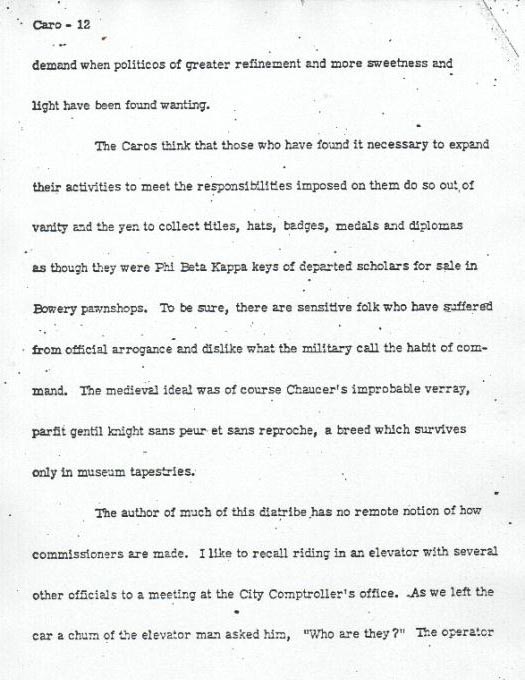 Caro - 12
demand when politicos of greater refinement and more sweetness and
light have been found wanting.
The Caros think that those who have found it necessary to expand
their activities to meet the responsibilities imposed on them do so out of
vanity and the yen to collect titles, hats, badges, medals and diplomas
as though they were Phi Beta Kappa keys of departed scholars for sale in
Bowery pawnshops. To be sure, there are sensitive folk who have suffered
from official arrogance and dislike what the military call the habit of com-
mand. The medieval ideal was of course Chaucer's improbable verray,
parfit gentil knight sans peur et sans reproche, a breed which survives
only in museum tapestries.
The author of much of this diatribe has no remote notion of how
commissioners are made. I like to recall riding in an elevator with several
other officials to a meeting at the City Comptroller's office. As we left the
car a chum of the elevator man asked him, "Who are they?" The operator